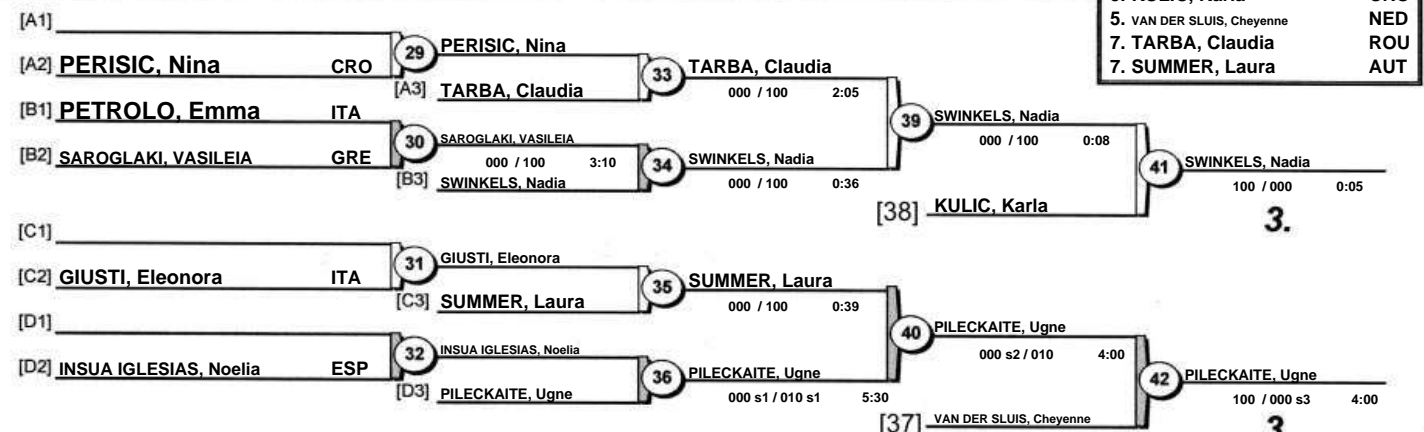 5. VAN DER SLUIS, Cheyenne NED
7. TARBA, Claudia ROU
7. SUMMER, Laura AUT
[A1]
[A2] PERISIC, Nina CRO
29
PERISIC, Nina
[A3] TARBA, Claudia
33
TARBA, Claudia
000 / 100 2:05
[B1] PETROLO, Emma ITA
[B2] SAROGLAKI, VASILEIA GRE
30
SAROGLAKI, VASILEIA
000 / 100 3:10
[B3] SWINKELS, Nadia
34
SWINKELS, Nadia
000 / 100 0:36
39
SWINKELS, Nadia
000 / 100 0:08
[38] KULIC, Karla
41
SWINKELS, Nadia
100 / 000 0:05
3.
[C1]
[C2] GIUSTI, Eleonora ITA
31
GIUSTI, Eleonora
[C3] SUMMER, Laura
35
SUMMER, Laura
000 / 100 0:39
[D1]
[D2] INSUA IGLESIAS, Noelia ESP
32
INSUA IGLESIAS, Noelia
[D3] PILECKAITE, Ugne
36
PILECKAITE, Ugne
000 s1 / 010 s1 5:30
40
PILECKAITE, Ugne
000 s2 / 010 4:00
[37] VAN DER SLUIS, Cheyenne
42
PILECKAITE, Ugne
100 / 000 s3 4:00
3.